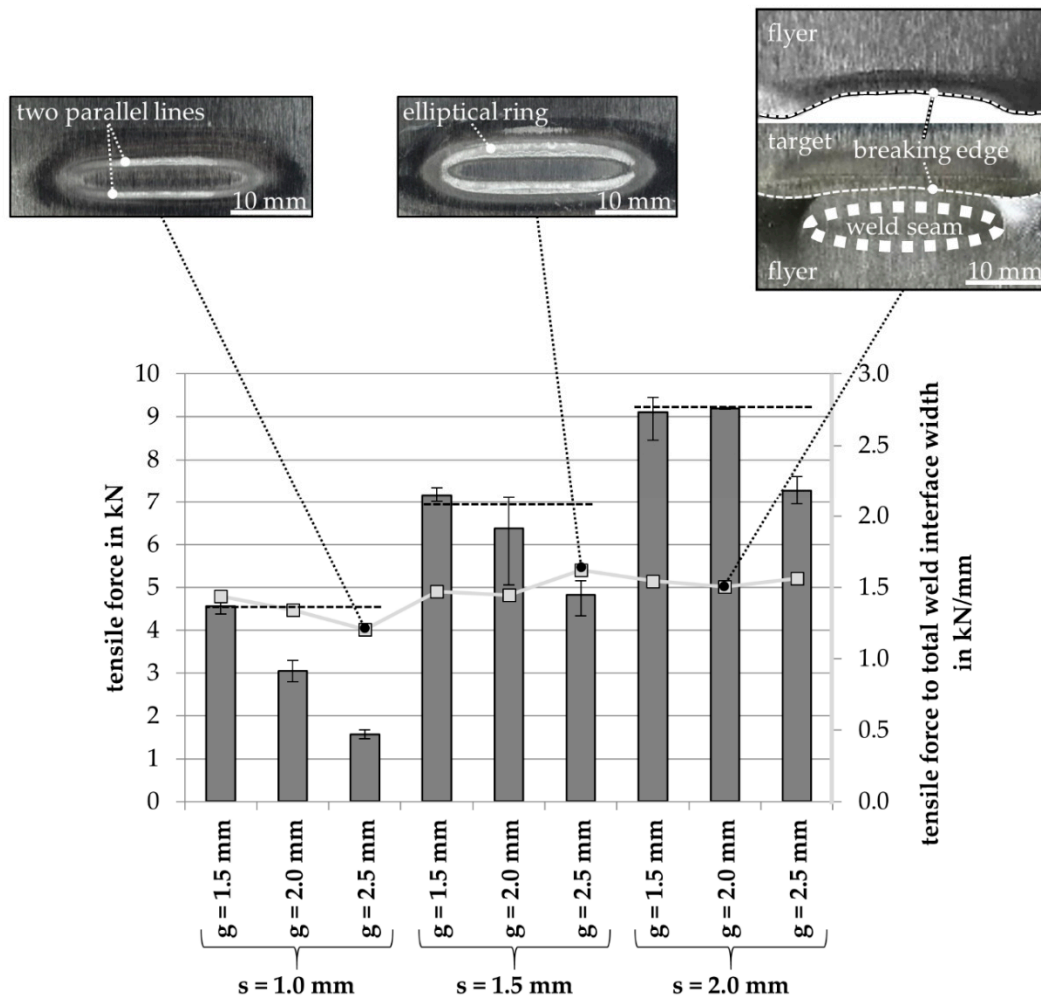 flyer
two parallel lines
10 mm
elliptical ring
10 mm
target
breaking edge
weld seam
flyer
10 mm
tensile force in kN
10
9
8
7
6
5
4
3
2
1
0
3.0
2.5
2.0
1.5
1.0
0.5
0.0
tensile force to total weld interface width
in kN/mm
g = 1.5 mm
g = 2.0 mm
g = 2.5 mm
g = 1.5 mm
g = 2.0 mm
g = 2.5 mm
g = 1.5 mm
g = 2.0 mm
g = 2.5 mm
s = 1.0 mm
s = 1.5 mm
s = 2.0 mm